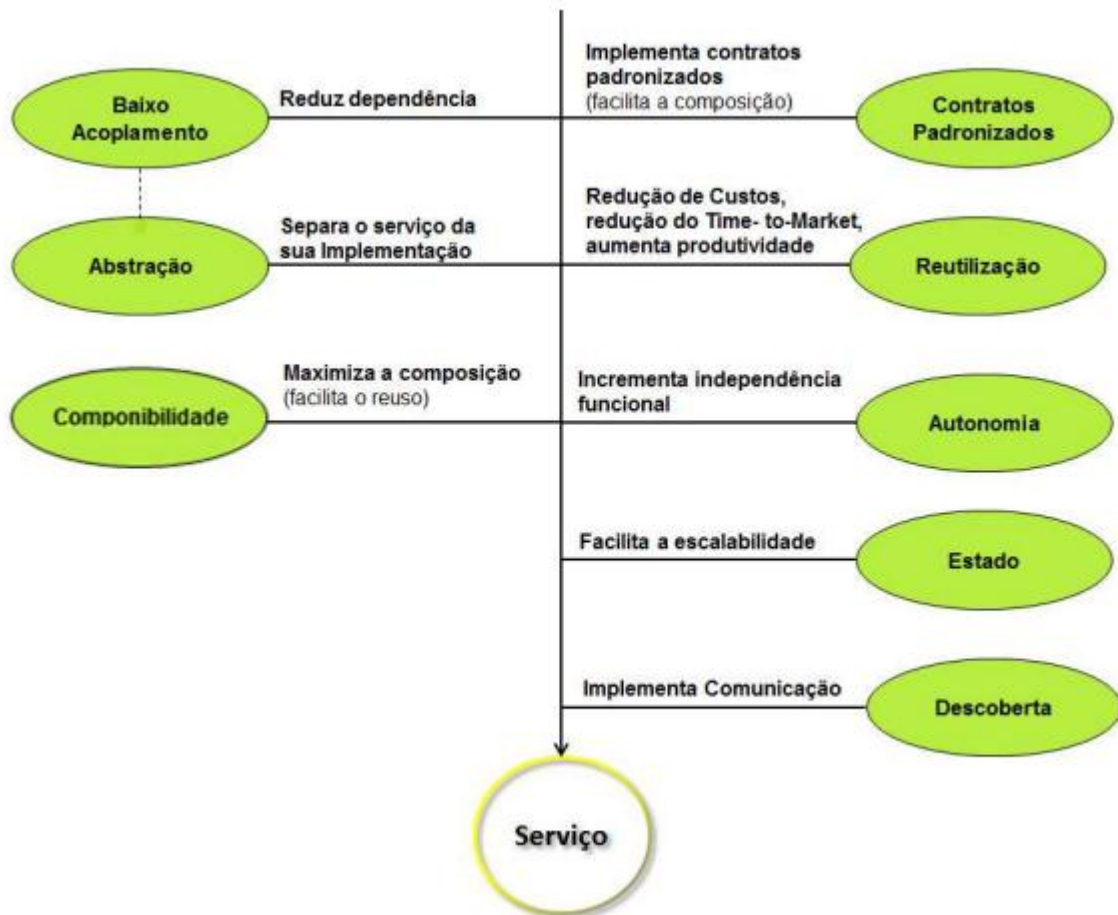 Baixo
Acoplamento
Reduz dependência
Implementa contratos
padronizados
(facilita a composição)
Contratos
Padronizados
Abstração
Separa o serviço da
sua Implementação
Redução de Custos,
redução do Time- to-Market,
aumenta produtividade
Reutilização
Componibilidade
Maximiza a composição
(facilita o reuso)
Incrementa independência
funcional
Autonomia
Facilita a escalabilidade
Estado
Implementa Comunicação
Descoberta
Serviço